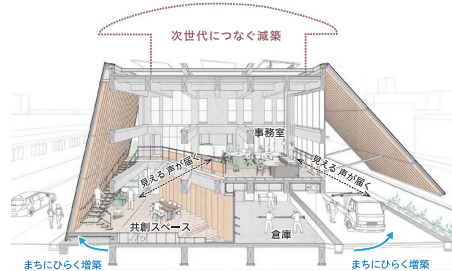 次世代につなぐ減築
事務室
見える 声が届く
見える 声が届く
共創スペース
倉庫
まちにひらく増築
まちにひらく増築